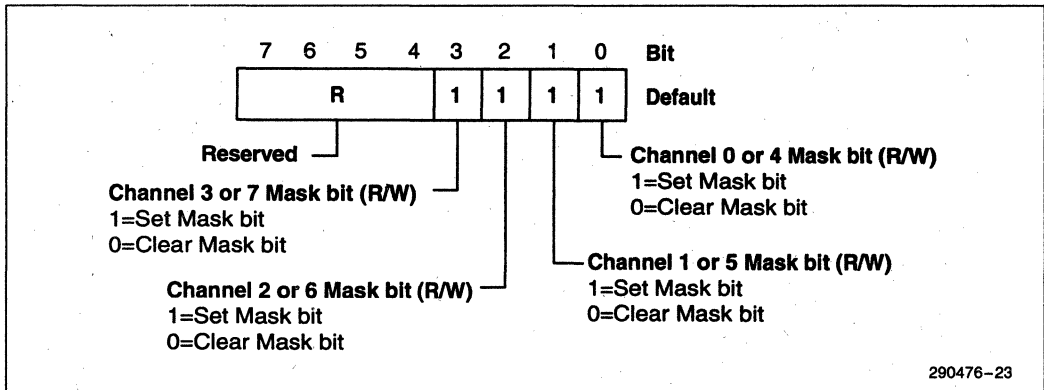 7 6 5 4 3 2 1 0 Bit
R 1 1 1 1 Default
Reserved
Channel 0 or 4 Mask bit (R/W)
1=Set Mask bit
0=Clear Mask bit
Channel 3 or 7 Mask bit (R/W)
1=Set Mask bit
0=Clear Mask bit
Channel 1 or 5 Mask bit (R/W)
1=Set Mask bit
0=Clear Mask bit
Channel 2 or 6 Mask bit (R/W)
1=Set Mask bit
0=Clear Mask bit
290476-23